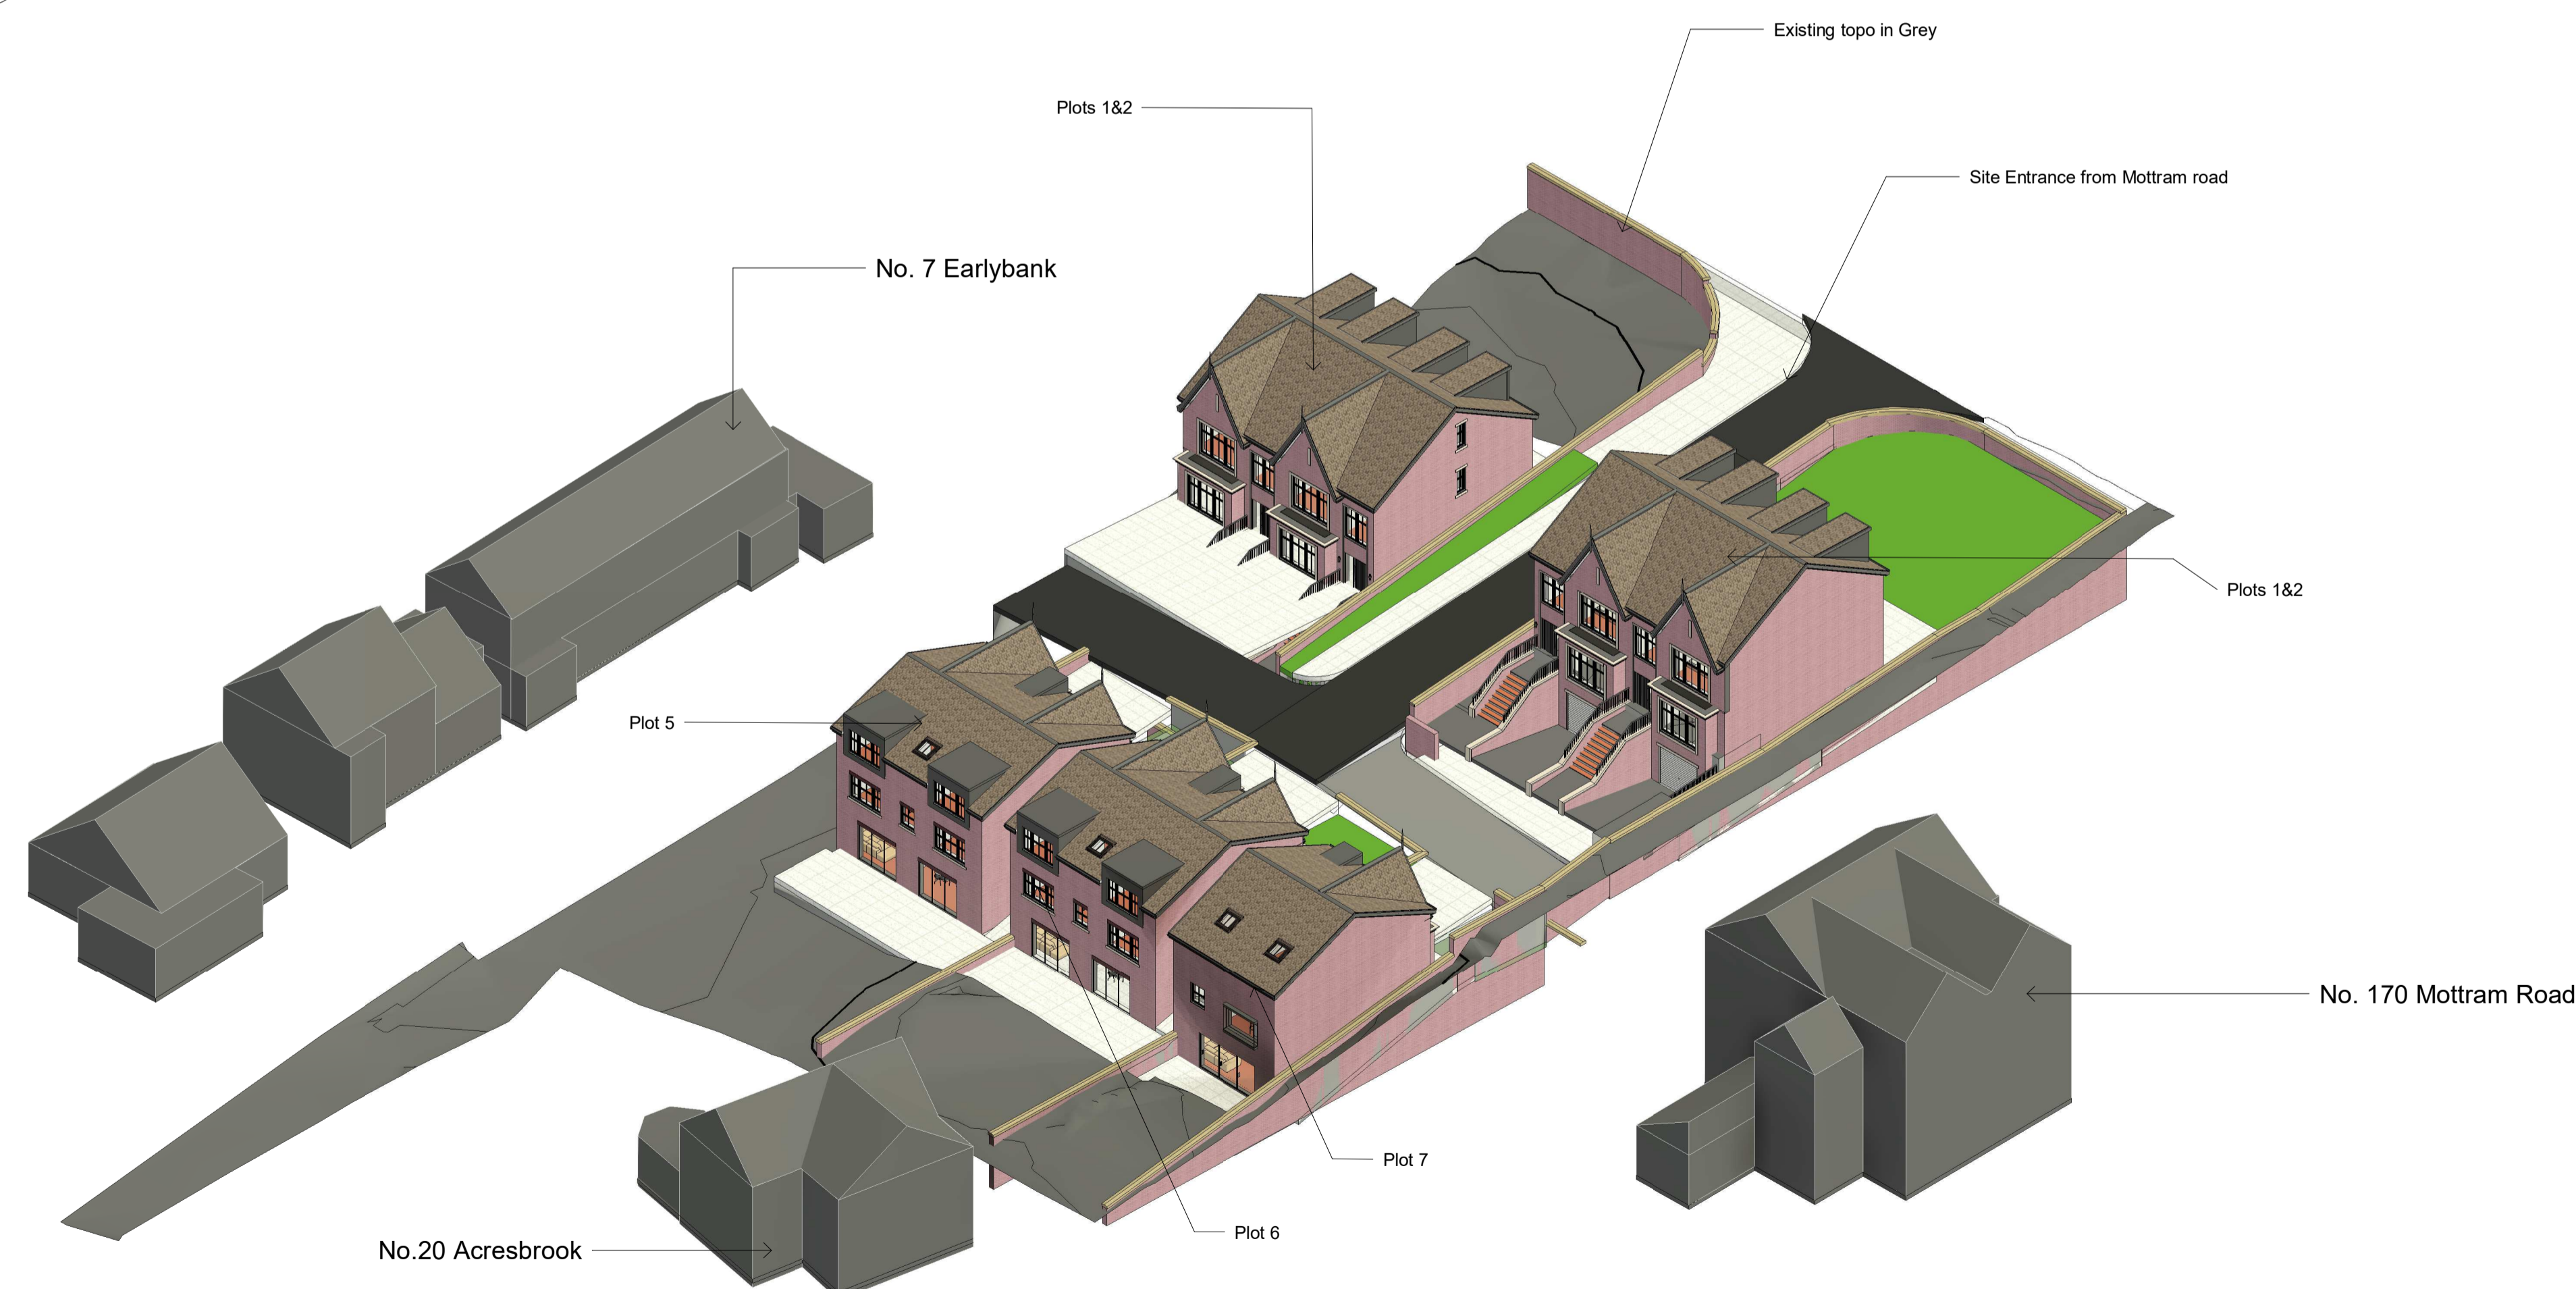 Existing topo in Grey
Plots 1&2
Site Entrance from Mottram road
No. 7 Earlybank
Plots 1&2
Plot 5
No. 170 Mottram Road
Plot 7
Plot 6
No.20 Acresbrook